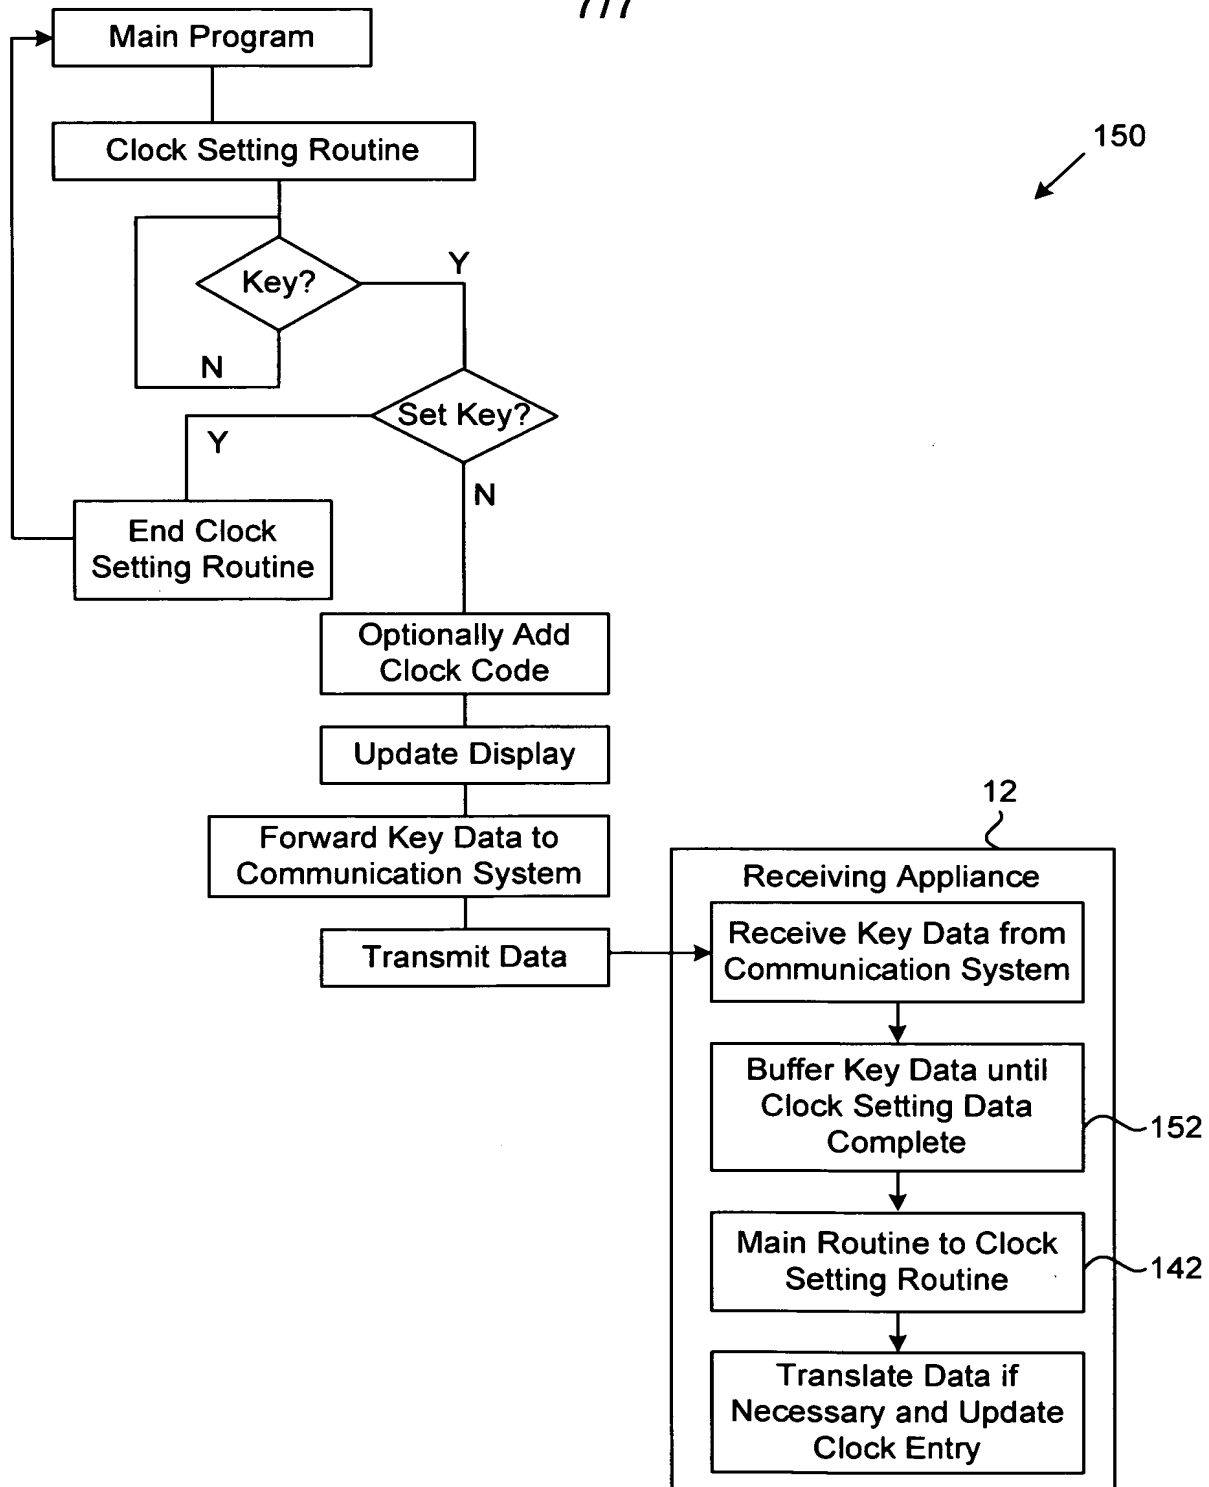 7/7
Main Program
Clock Setting Routine
150
Key?
Y
N
Set Key?
Y
N
End Clock
Setting Routine
Optionally Add
Clock Code
Update Display
Forward Key Data to
Communication System
Transmit Data
12
Receiving Appliance
Receive Key Data from
Communication System
Buffer Key Data until
Clock Setting Data
Complete
152
Main Routine to Clock
Setting Routine
142
Translate Data if
Necessary and Update
Clock Entry